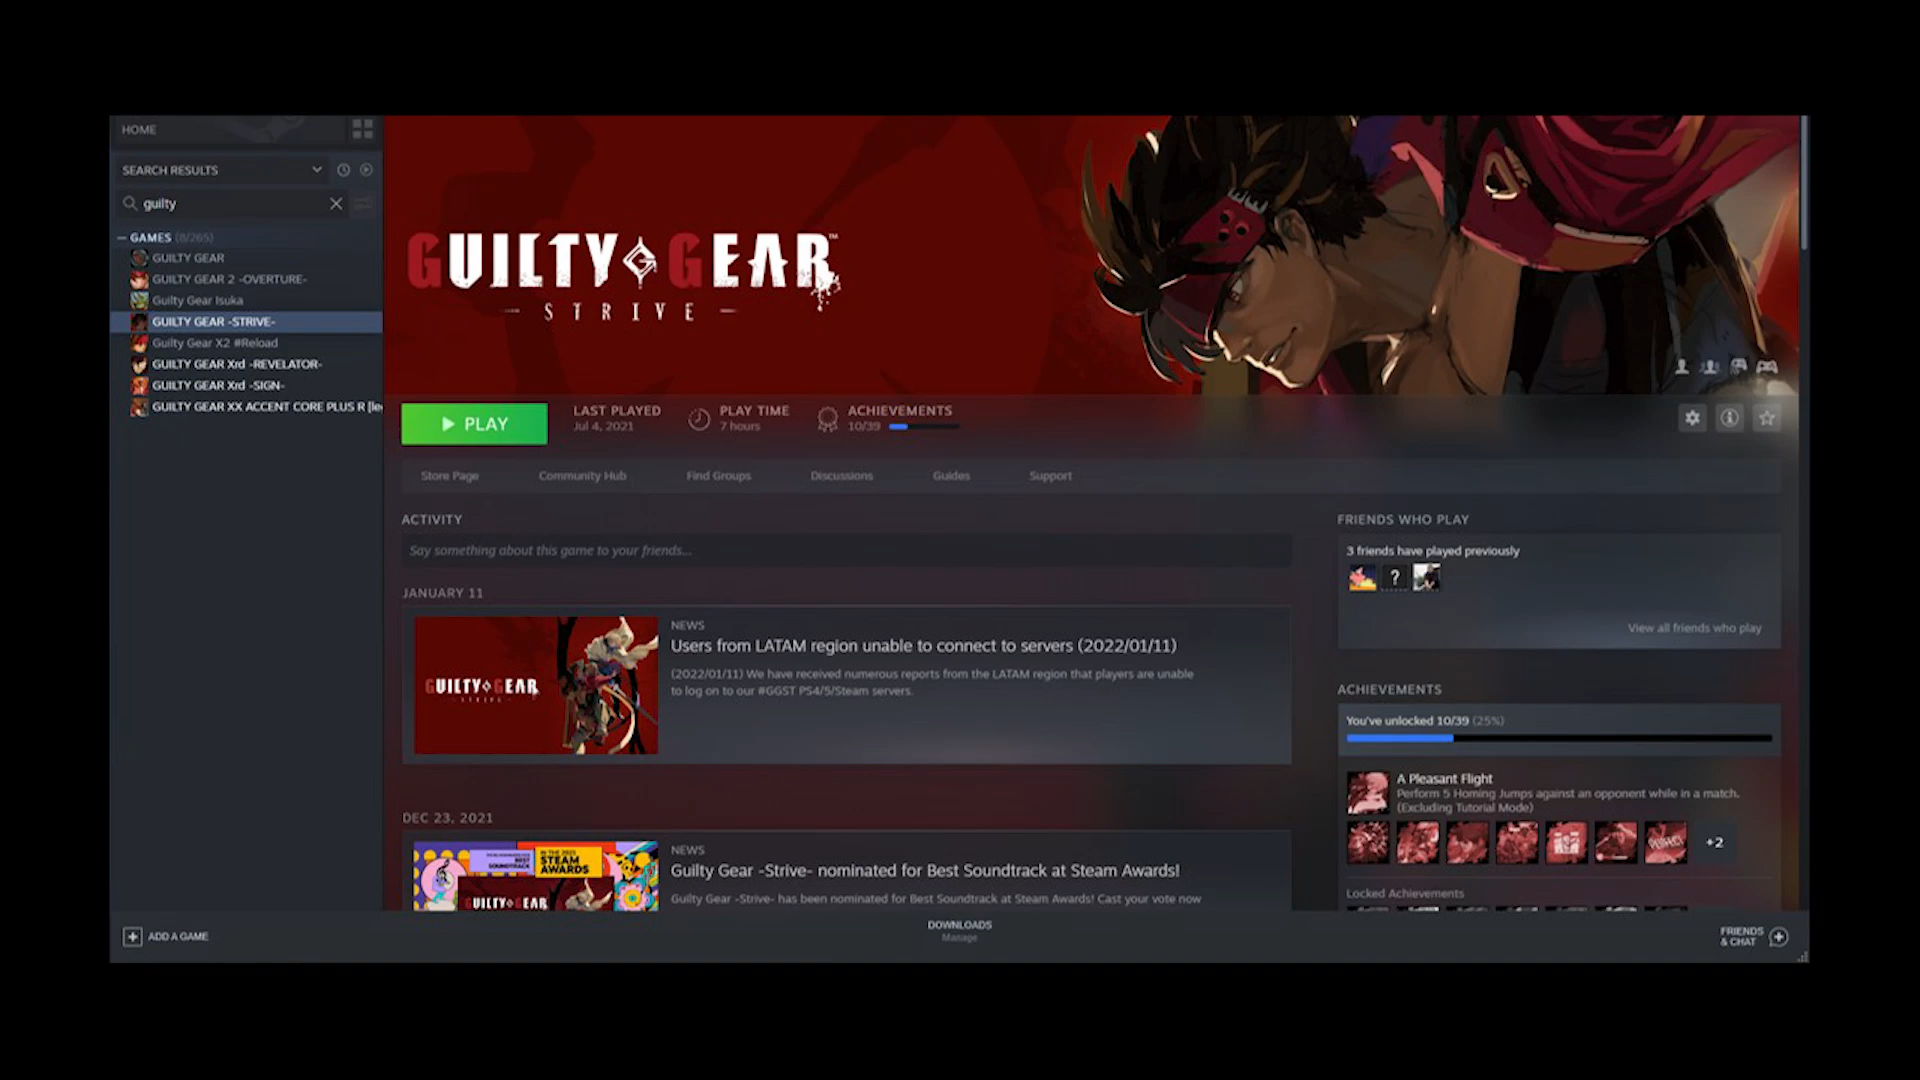 HOME
SEARCH RESULTS
guilty
GAMES (8/265)
GUILTY GEAR
GUILTY GEAR 2 -OVERTURE-
Guilty Gear Isuka
GUILTY GEAR -STRIVE-
Guilty Gear X2 #Reload
GUILTY GEAR Xrd -REVELATOR-
GUILTY GEAR Xrd -SIGN-
GUILTY GEAR XX ACCENT CORE PLUS R [le
ADD A GAME
GUILTY GEAR™
STRIVE
PLAY
LAST PLAYED
Jul 4, 2021
PLAY TIME
7 hours
ACHIEVEMENTS
10/39
Store Page
Community Hub
Find Groups
Discussions
Guides
Support
ACTIVITY
Say something about this game to your friends...
JANUARY 11
GUILTY GEAR
STRIVE
NEWS
Users from LATAM region unable to connect to servers (2022/01/11)
(2022/01/11) We have received numerous reports from the LATAM region that players are unable
to log on to our #GGST PS4/5/Steam servers.
DEC 23, 2021
BEST
SOUNDTRACK
STEAM
AWARDS
GUILTY GEAR
NEWS
Guilty Gear -Strive- nominated for Best Soundtrack at Steam Awards!
Guilty Gear -Strive- has been nominated for Best Soundtrack at Steam Awards! Cast your vote now
FRIENDS WHO PLAY
3 friends have played previously
?
View all friends who play
ACHIEVEMENTS
You've unlocked 10/39 (25%)
A Pleasant Flight
Perform 5 Homing Jumps against an opponent while in a match.
(Excluding Tutorial Mode)
+2
Locked Achievements
DOWNLOADS
Manage
FRIENDS
& CHAT